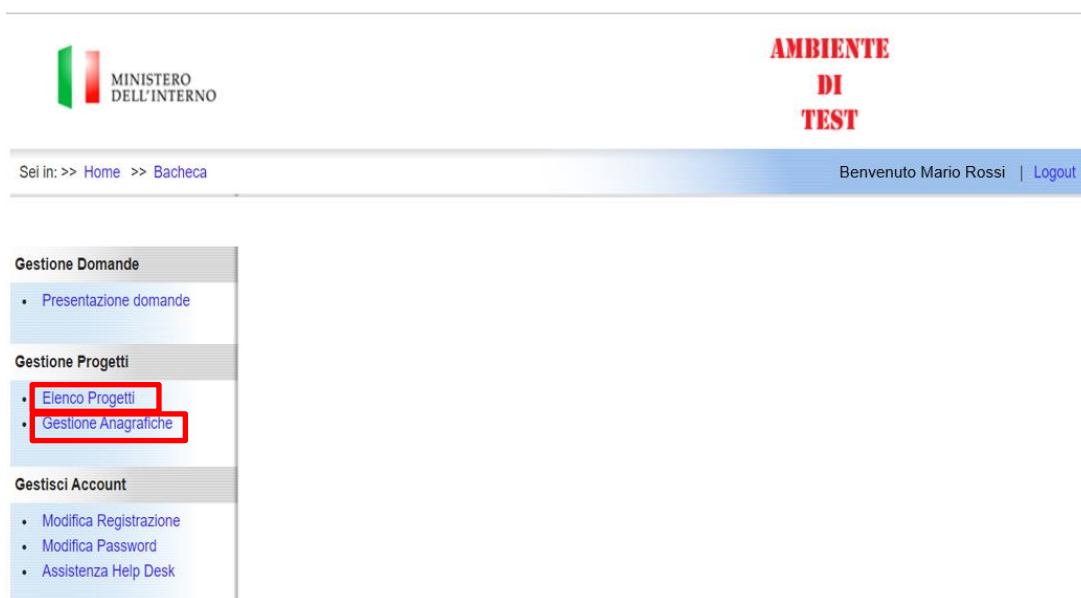 MINISTERO
DELL'INTERNO
AMBIENTE
DI
TEST
Sei in: >> Home >> Bacheca
Benvenuto Mario Rossi | Logout
Gestione Domande
• Presentazione domande
Gestione Progetti
• Elenco Progetti
• Gestione Anagrafiche
Gestisci Account
• Modifica Registrazione
• Modifica Password
• Assistenza Help Desk